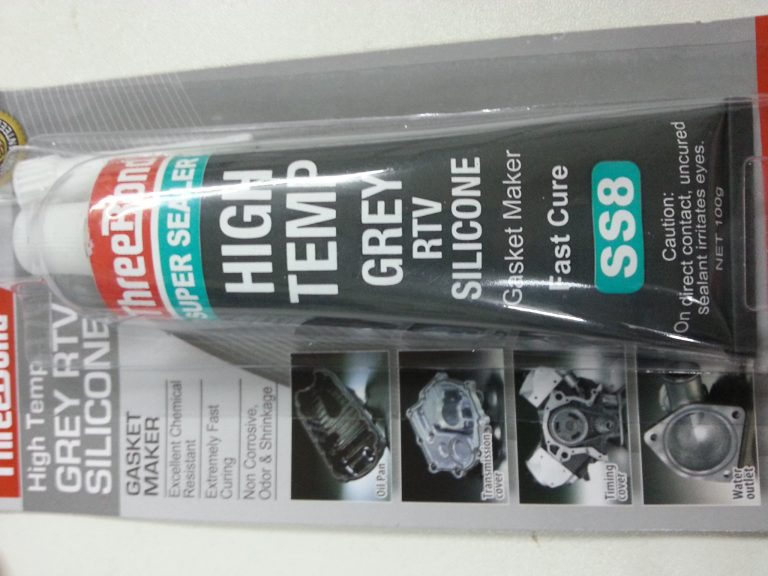 ThreeBond
SUPER SEALER
HIGH
TEMP
GREY
RTV
SILICONE
Gasket Maker
Fast Cure
SS8
Caution:
On direct contact, uncured
sealant irritates eyes.
NET 100g
ThreeBond
High Temp
GREY RTV
SILICONE
GASKET
MAKER
Excellent Chemical
Resistant
Extremely Fast
Curing
Non Corrosive,
Odor & Shrinkage
Oil Pan
Transmission
cover
Timing
cover
Water
outlet